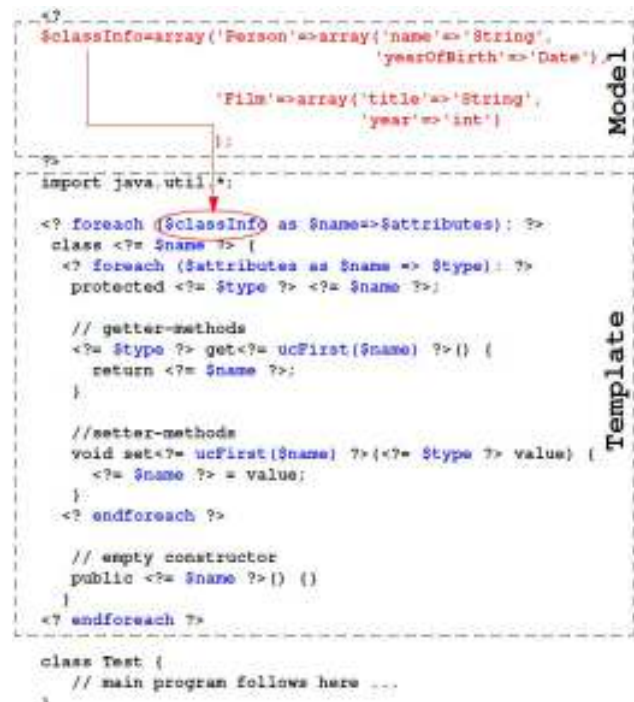 <?
$classInfo=array('Person'=>array('name'=>'String',
'yearOfBirth'=>'Date'),
'Film'=>array('title'=>'String',
'year'=>'int')
);
?>
Model
import java.util.*;
<? foreach ($classInfo as $name=>$attributes): ?>
class <?= $name ?> {
<? foreach ($attributes as $name => $type): ?>
protected <?= $type ?> <?= $name ?>;
// getter-methods
<?= $type ?> get<?= ucFirst($name) ?>() {
return <?= $name ?>;
}
//setter-methods
void set<?= ucFirst($name) ?>(<?= $type ?> value) {
<?= $name ?> = value;
}
<? endforeach ?>
// empty constructor
public <?= $name ?>() {}
}
<? endforeach ?>
Template
class Test {
// main program follows here ...
}